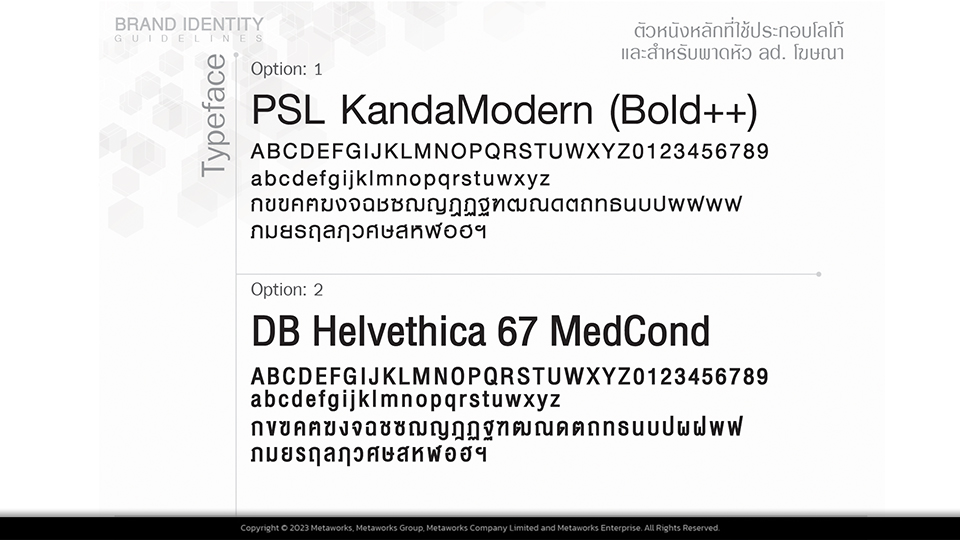 BRAND IDENTITY
GUIDELINES
ตัวหนังหลักที่ใช้ประกอบโลโก้
และสำหรับพาดหัว ad. โฆษณา
Typeface
Option: 1
PSL KandaModern (Bold++)
ABCDEFGIJKLMNOPQRSTUWXYZ0123456789
abcdefgijklmnopqrstuwxyz
กขฃคฅฆงจฉชซฌญฎฏฐฑฒณดตถทธนบปผฝพฟ
ภมยรฤลฦวศษสหฬอฮฯ
Option: 2
DB Helvethica 67 MedCond
ABCDEFGIJKLMNOPQRSTUWXYZ0123456789
abcdefgijklmnopqrstuwxyz
กขฃคฅฆงจฉชซฌญฎฏฐฑฒณดตถทธนบปผฝพฟ
ภมยรฤลฦวศษสหฬอฮฯ
Copyright © 2023 Metaworks, Metaworks Group, Metaworks Company Limited and Metaworks Enterprise. All Rights Reserved.